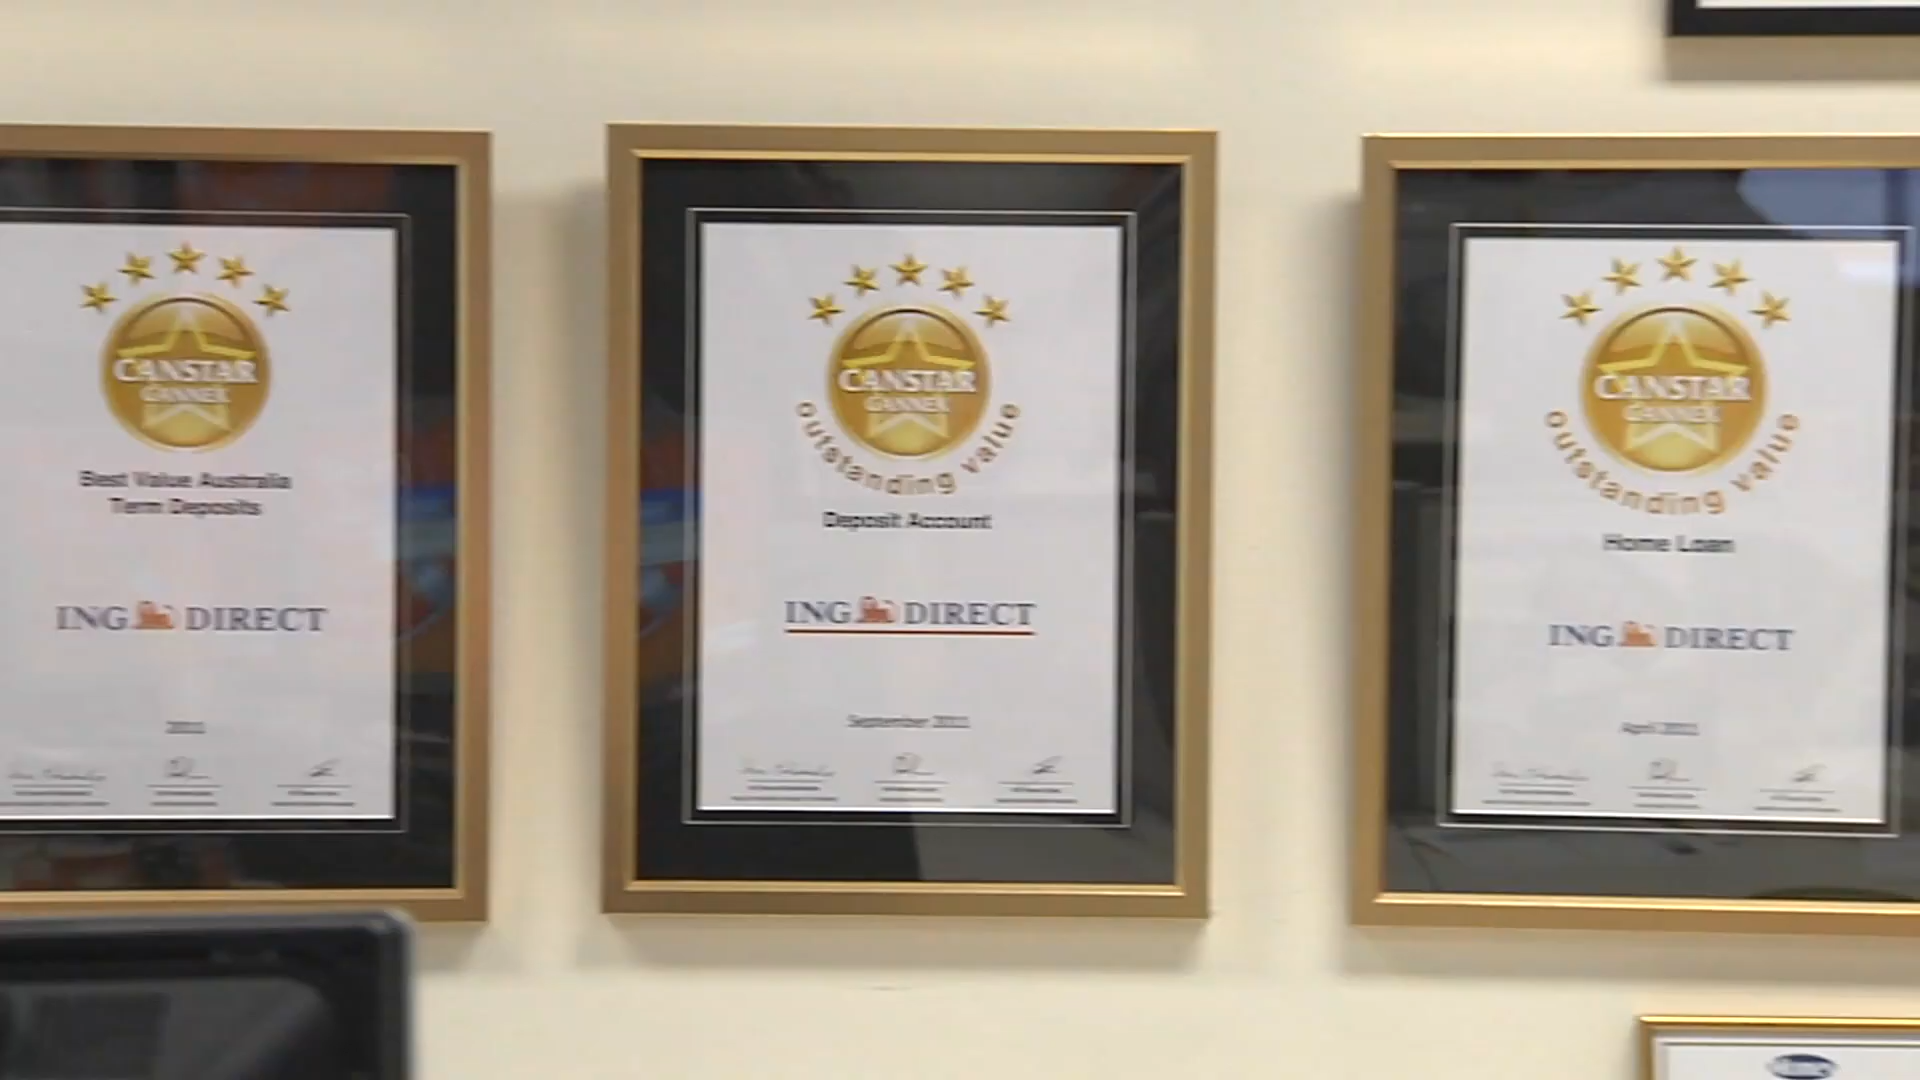 CANSTAR
CANNEX
Best Value Australia
Term Deposits
ING DIRECT
2011
CANSTAR
CANNEX
outstanding value
Deposit Account
ING DIRECT
September 2011
CANSTAR
CANNEX
outstanding value
Home Loan
ING DIRECT
April 2011